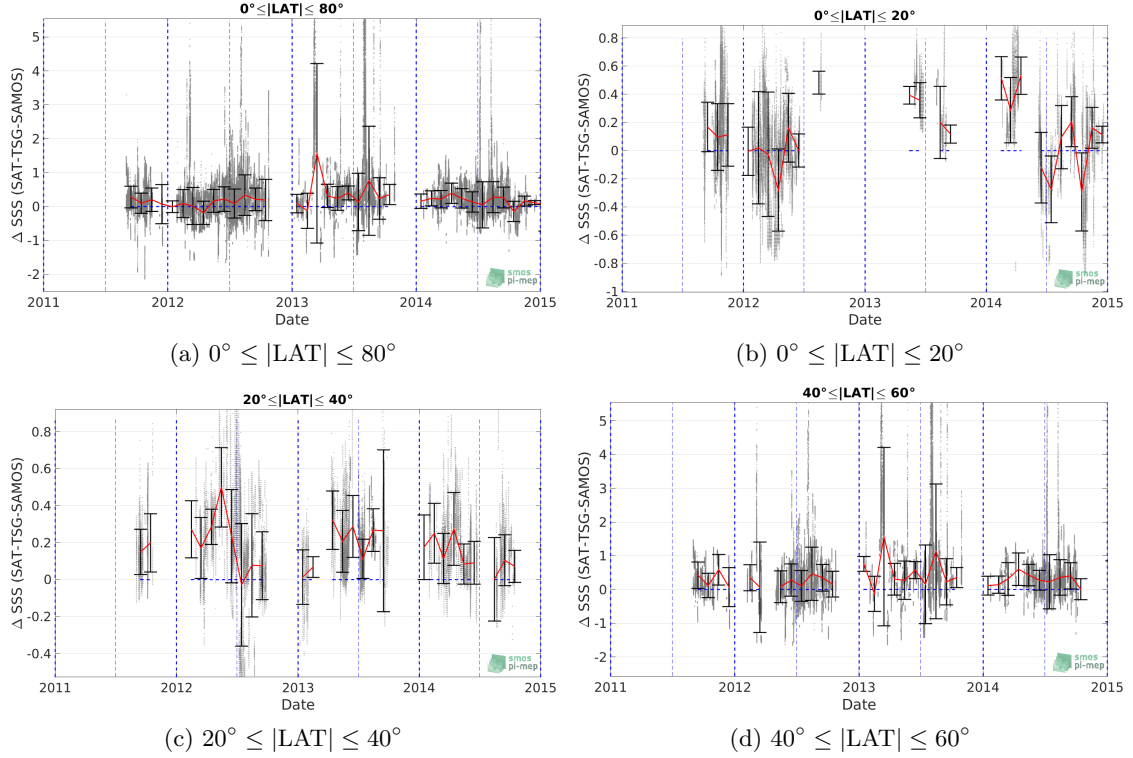 0°≤|LAT|≤ 80°
Δ SSS (SAT-TSG-SAMOS)
5
4
3
2
1
0
-1
-2
2011
2012
2013
2014
2015
Date
smos
pi-mep
(a) 0° ≤ |LAT| ≤ 80°
0°≤|LAT|≤ 20°
Δ SSS (SAT-TSG-SAMOS)
0.8
0.6
0.4
0.2
0
-0.2
-0.4
-0.6
-0.8
-1
2011
2012
2013
2014
2015
Date
smos
pi-mep
(b) 0° ≤ |LAT| ≤ 20°
20°≤|LAT|≤ 40°
Δ SSS (SAT-TSG-SAMOS)
0.8
0.6
0.4
0.2
0
-0.2
-0.4
2011
2012
2013
2014
2015
Date
smos
pi-mep
(c) 20° ≤ |LAT| ≤ 40°
40°≤|LAT|≤ 60°
Δ SSS (SAT-TSG-SAMOS)
5
4
3
2
1
0
-1
-2
2011
2012
2013
2014
2015
Date
smos
pi-mep
(d) 40° ≤ |LAT| ≤ 60°